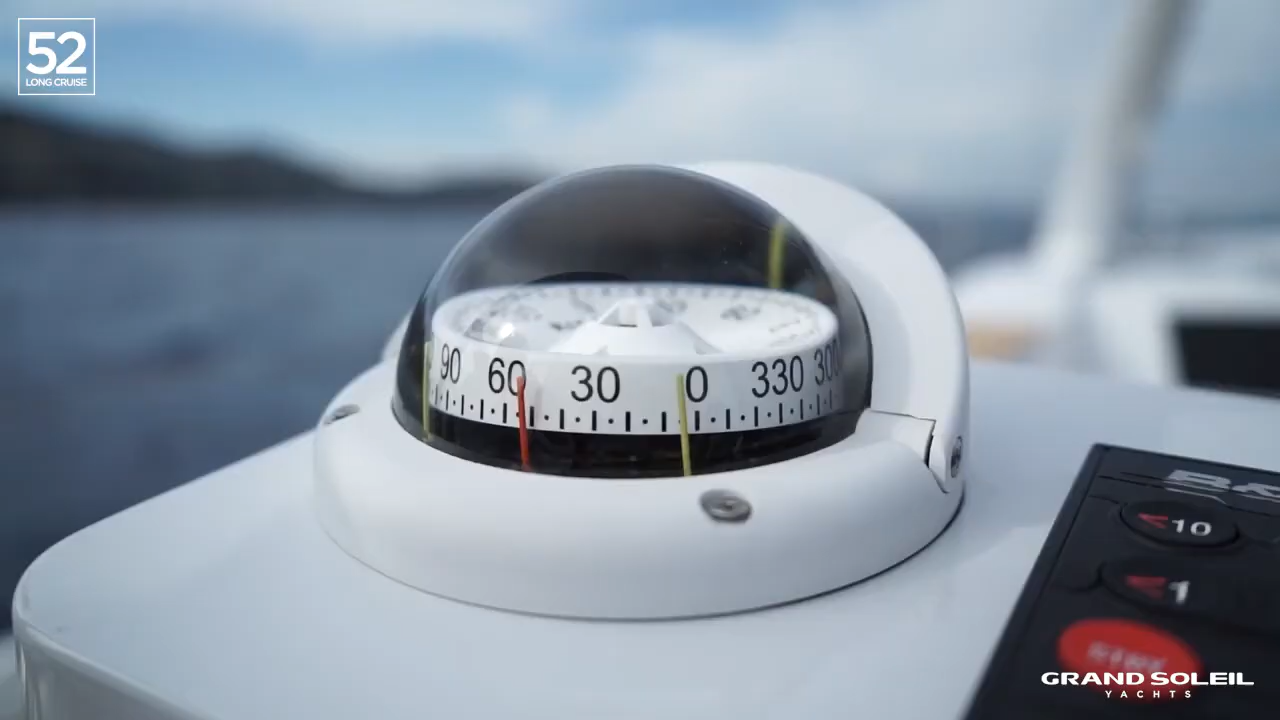 52
LONG CRUISE
90 60 30 0 330 300
B&
10
1
GRAND SOLEIL
YACHTS